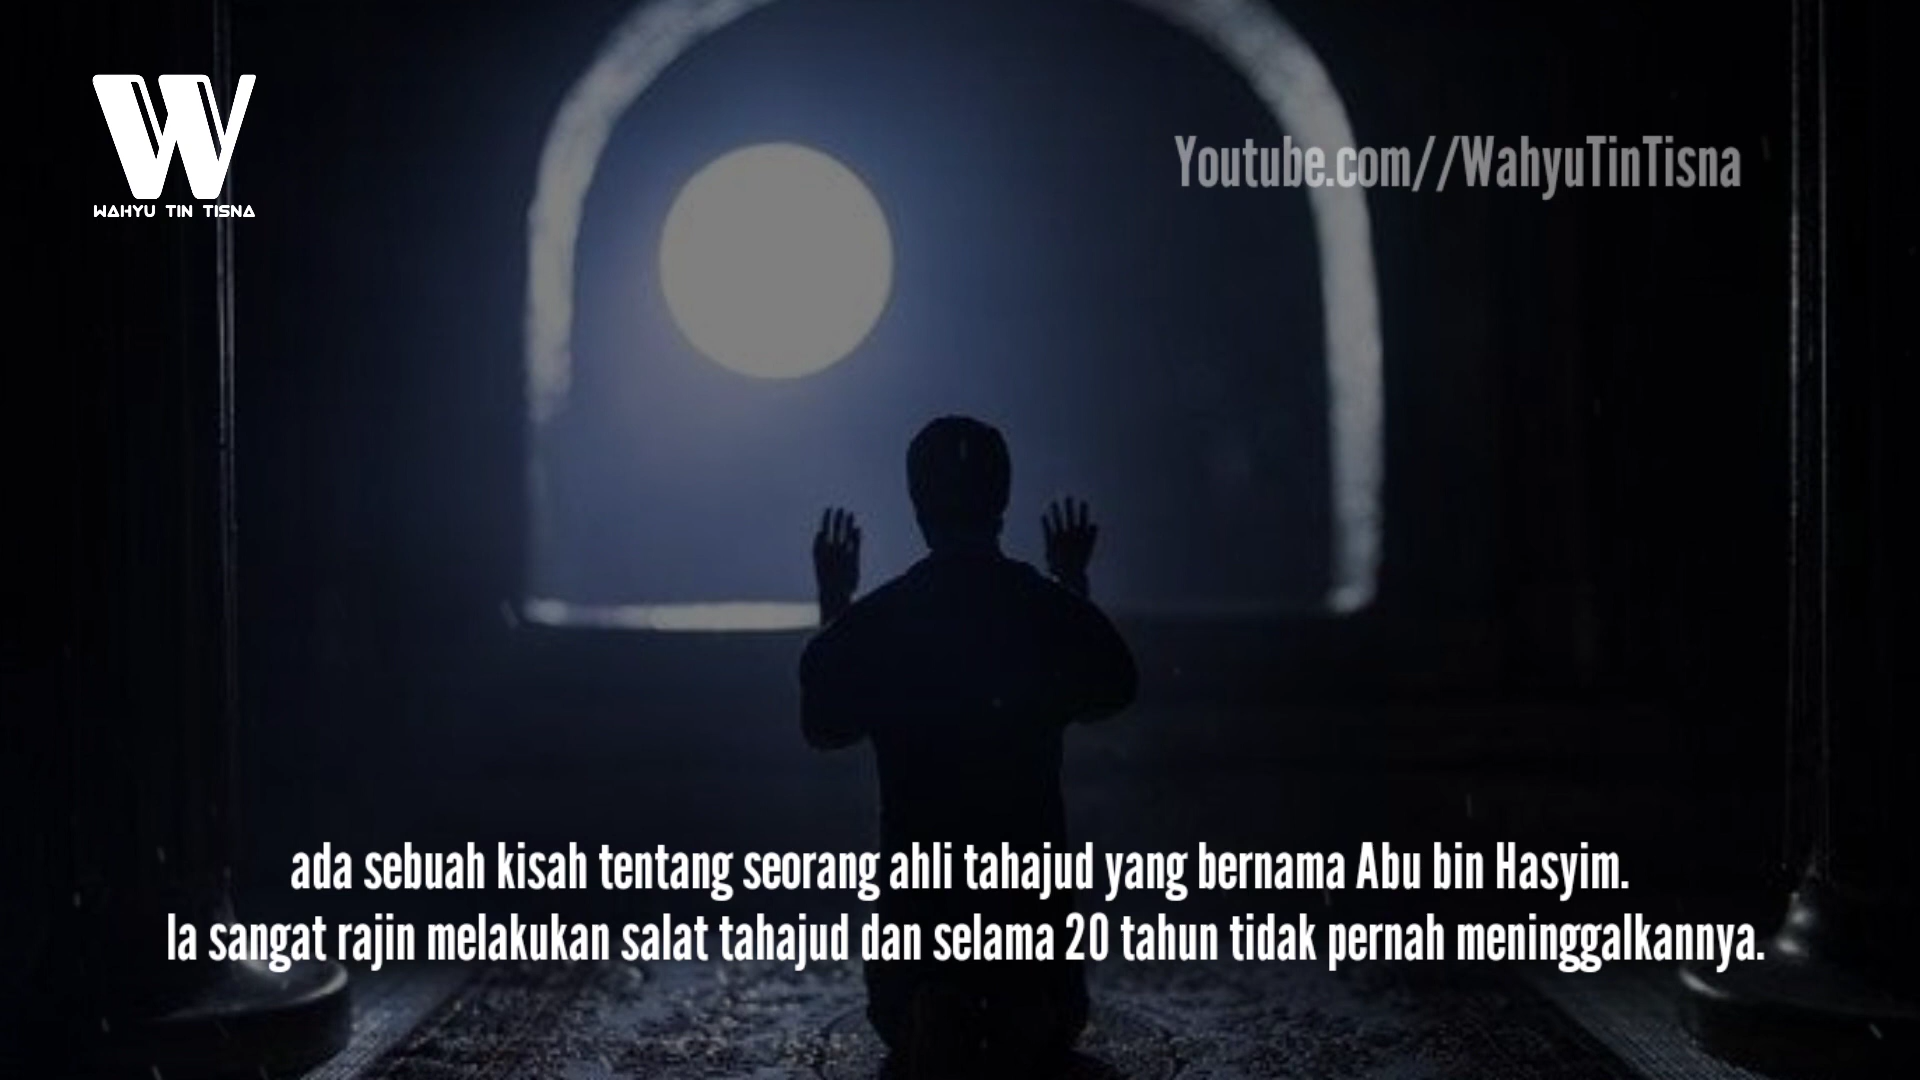 WAHYU TIN TISNA
Youtube.com//WahyuTinTisna
ada sebuah kisah tentang seorang ahli tahajud yang bernama Abu bin Hasyim.
Ia sangat rajin melakukan salat tahajud dan selama 20 tahun tidak pernah meninggalkannya.